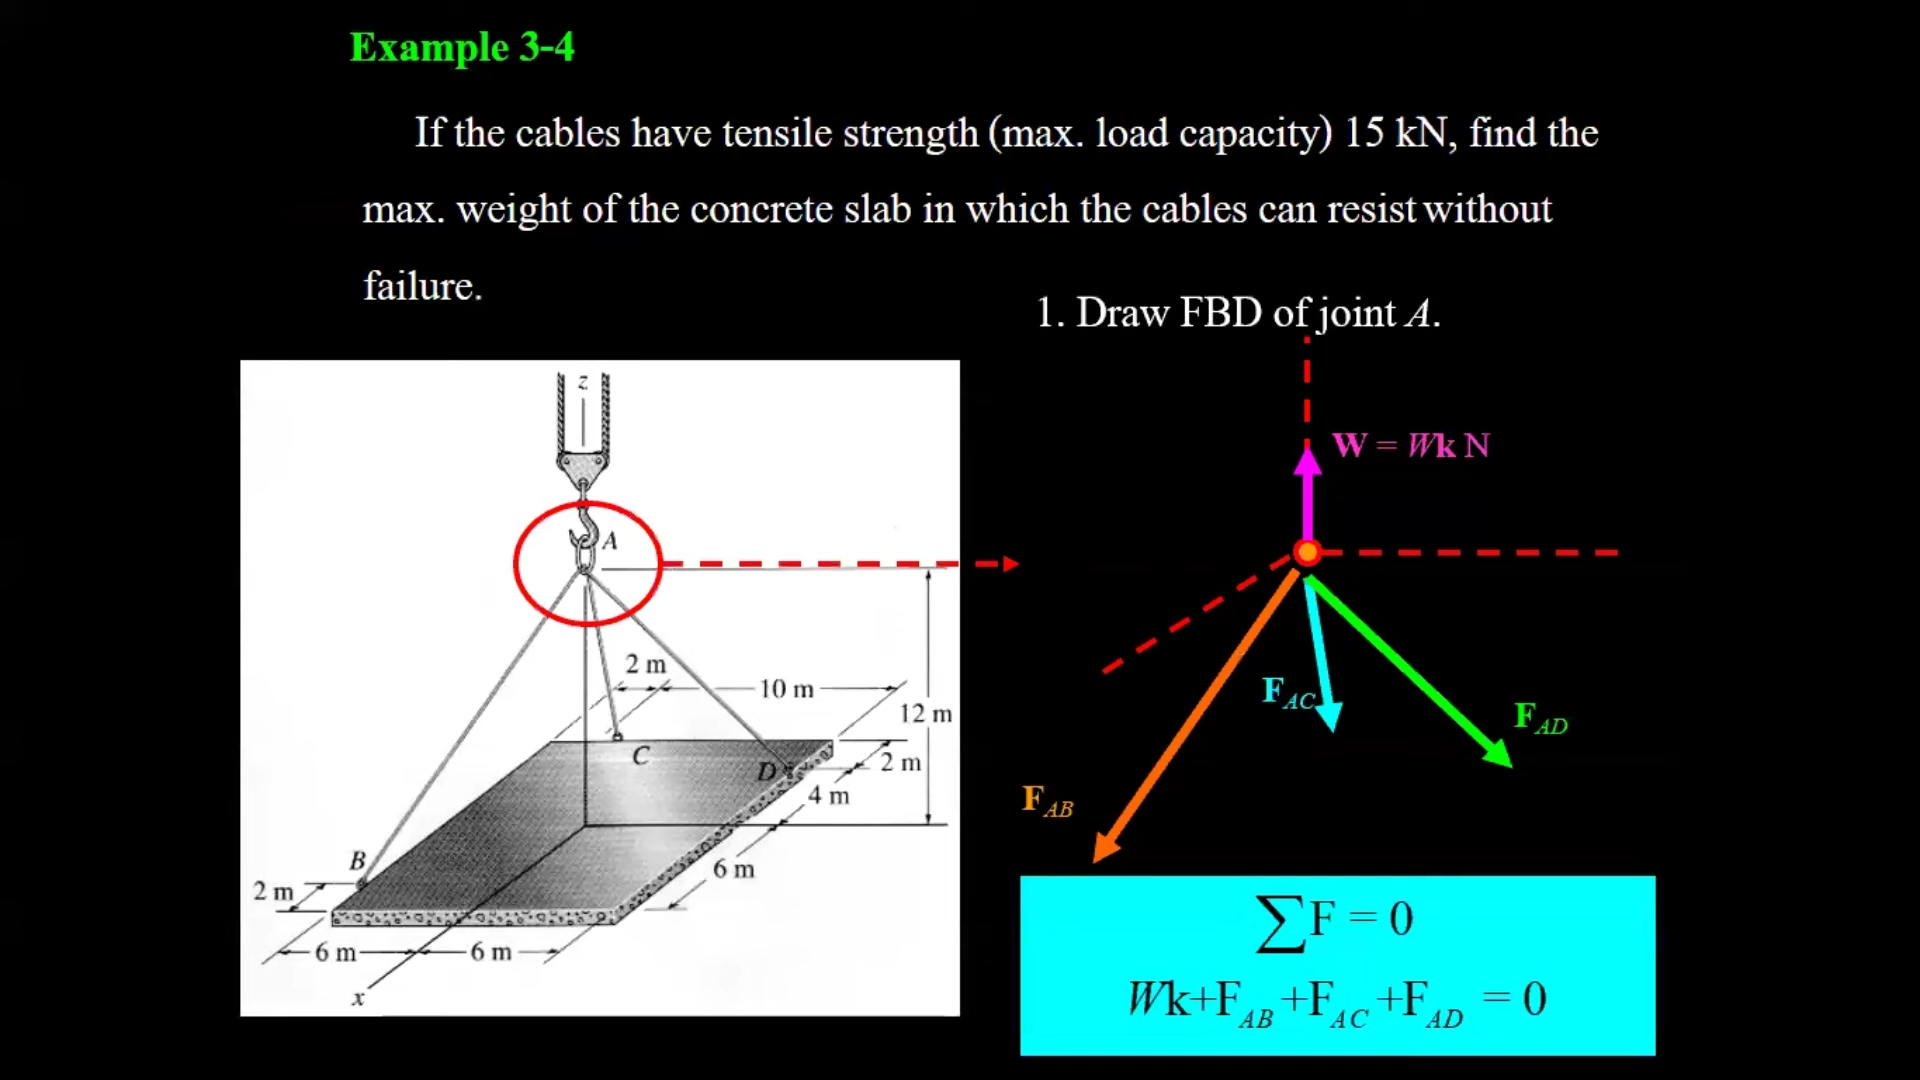 Example 3-4
If the cables have tensile strength (max. load capacity) 15 kN, find the
max. weight of the concrete slab in which the cables can resist without
failure.
1. Draw FBD of joint A.
z
A
2 m
10 m
12 m
C
D
2 m
4 m
B
2 m
6 m
6 m
6 m
x
W = Wk N
F_AC
F_AD
F_AB
∑F = 0
Wk+F_AB +F_AC +F_AD = 0